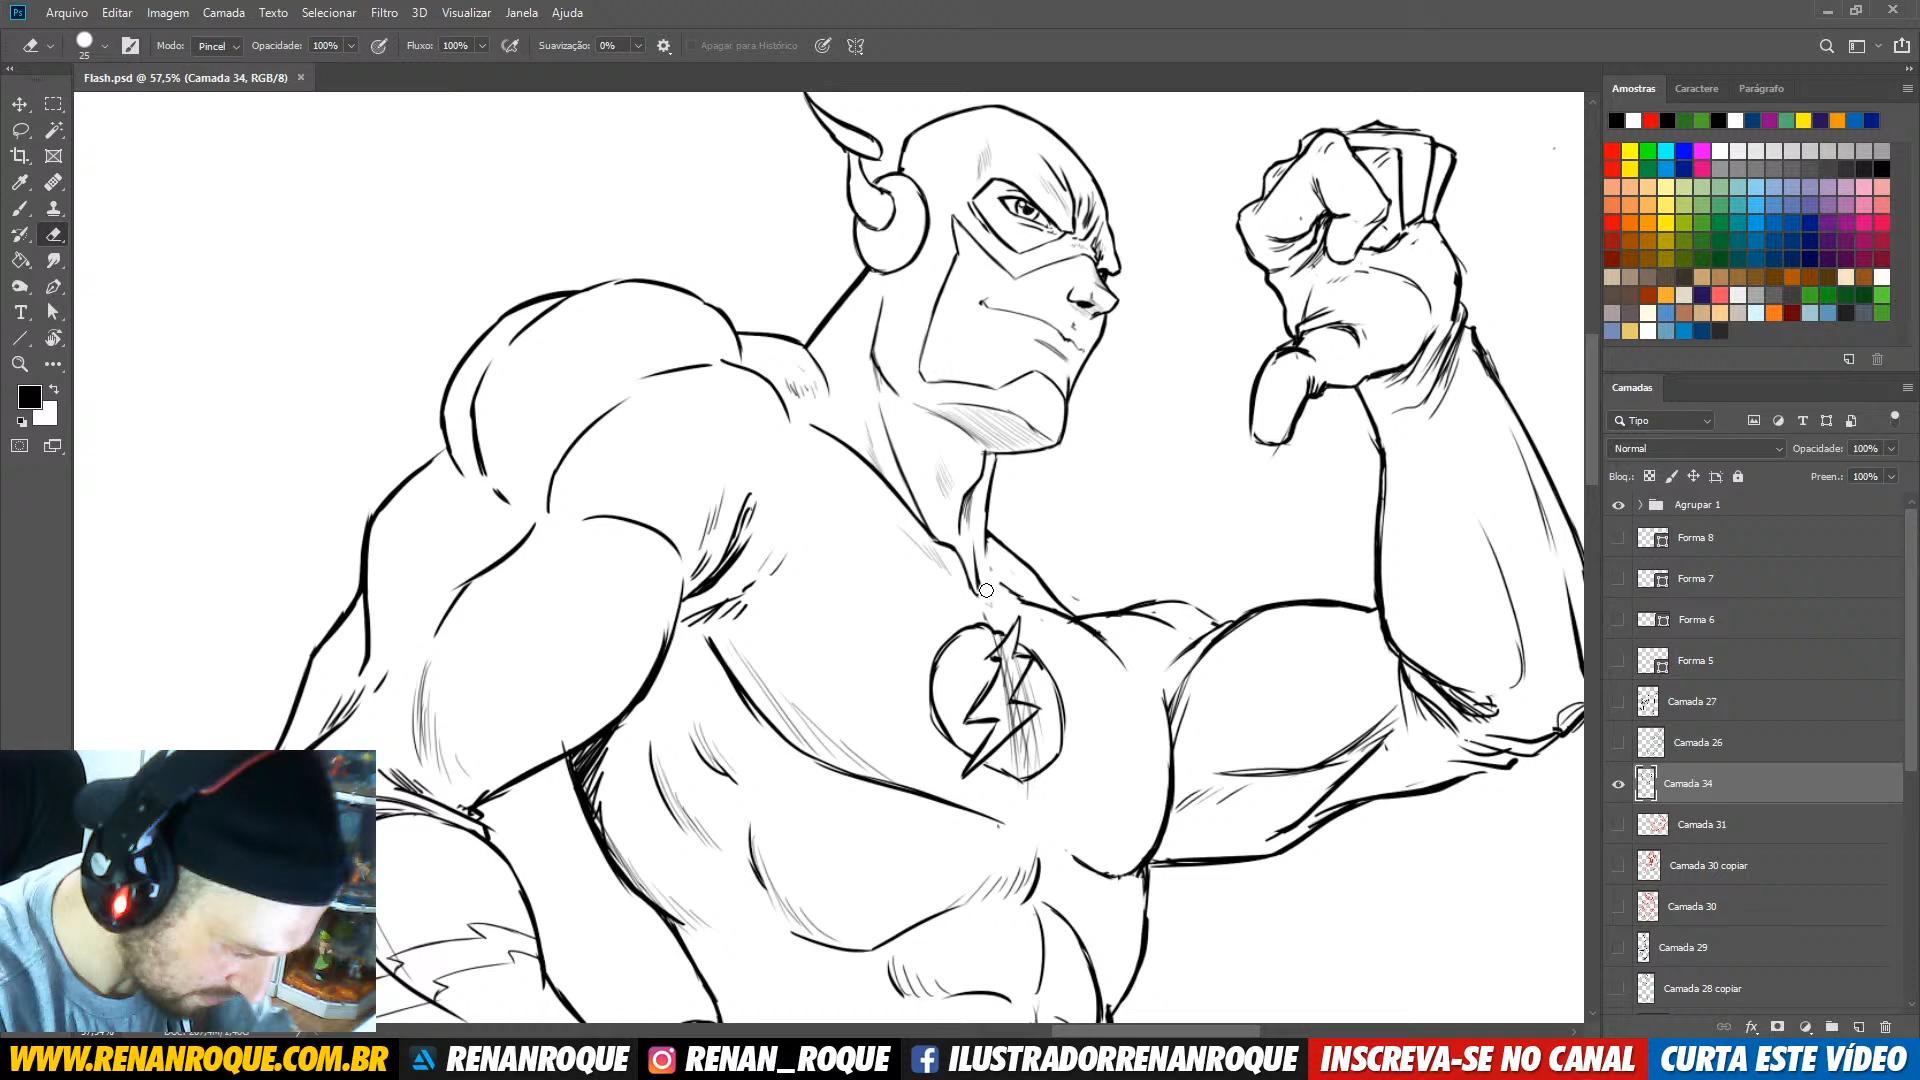 Ps Arquivo Editar Imagem Camada Texto Selecionar Filtro 3D Visualizar Janela Ajuda
25 Modo: Pincel Opacidade: 100% Fluxo: 100% Suavização: 0% Apagar para Histórico
Flash.psd @ 57,5% (Camada 34, RGB/8)
Amostras Caractere Parágrafo
Camadas
Tipo
Normal Opacidade: 100%
Bloq.: Preen.: 100%
Agrupar 1
Forma 8
Forma 7
Forma 6
Forma 5
Camada 27
Camada 26
Camada 34
Camada 31
Camada 30 copiar
Camada 30
Camada 29
Camada 28 copiar
WWW.RENANROQUE.COM.BR RENANROQUE RENAN_ROQUE ILUSTRADORRENANROQUE INSCREVA-SE NO CANAL CURTA ESTE VÍDEO